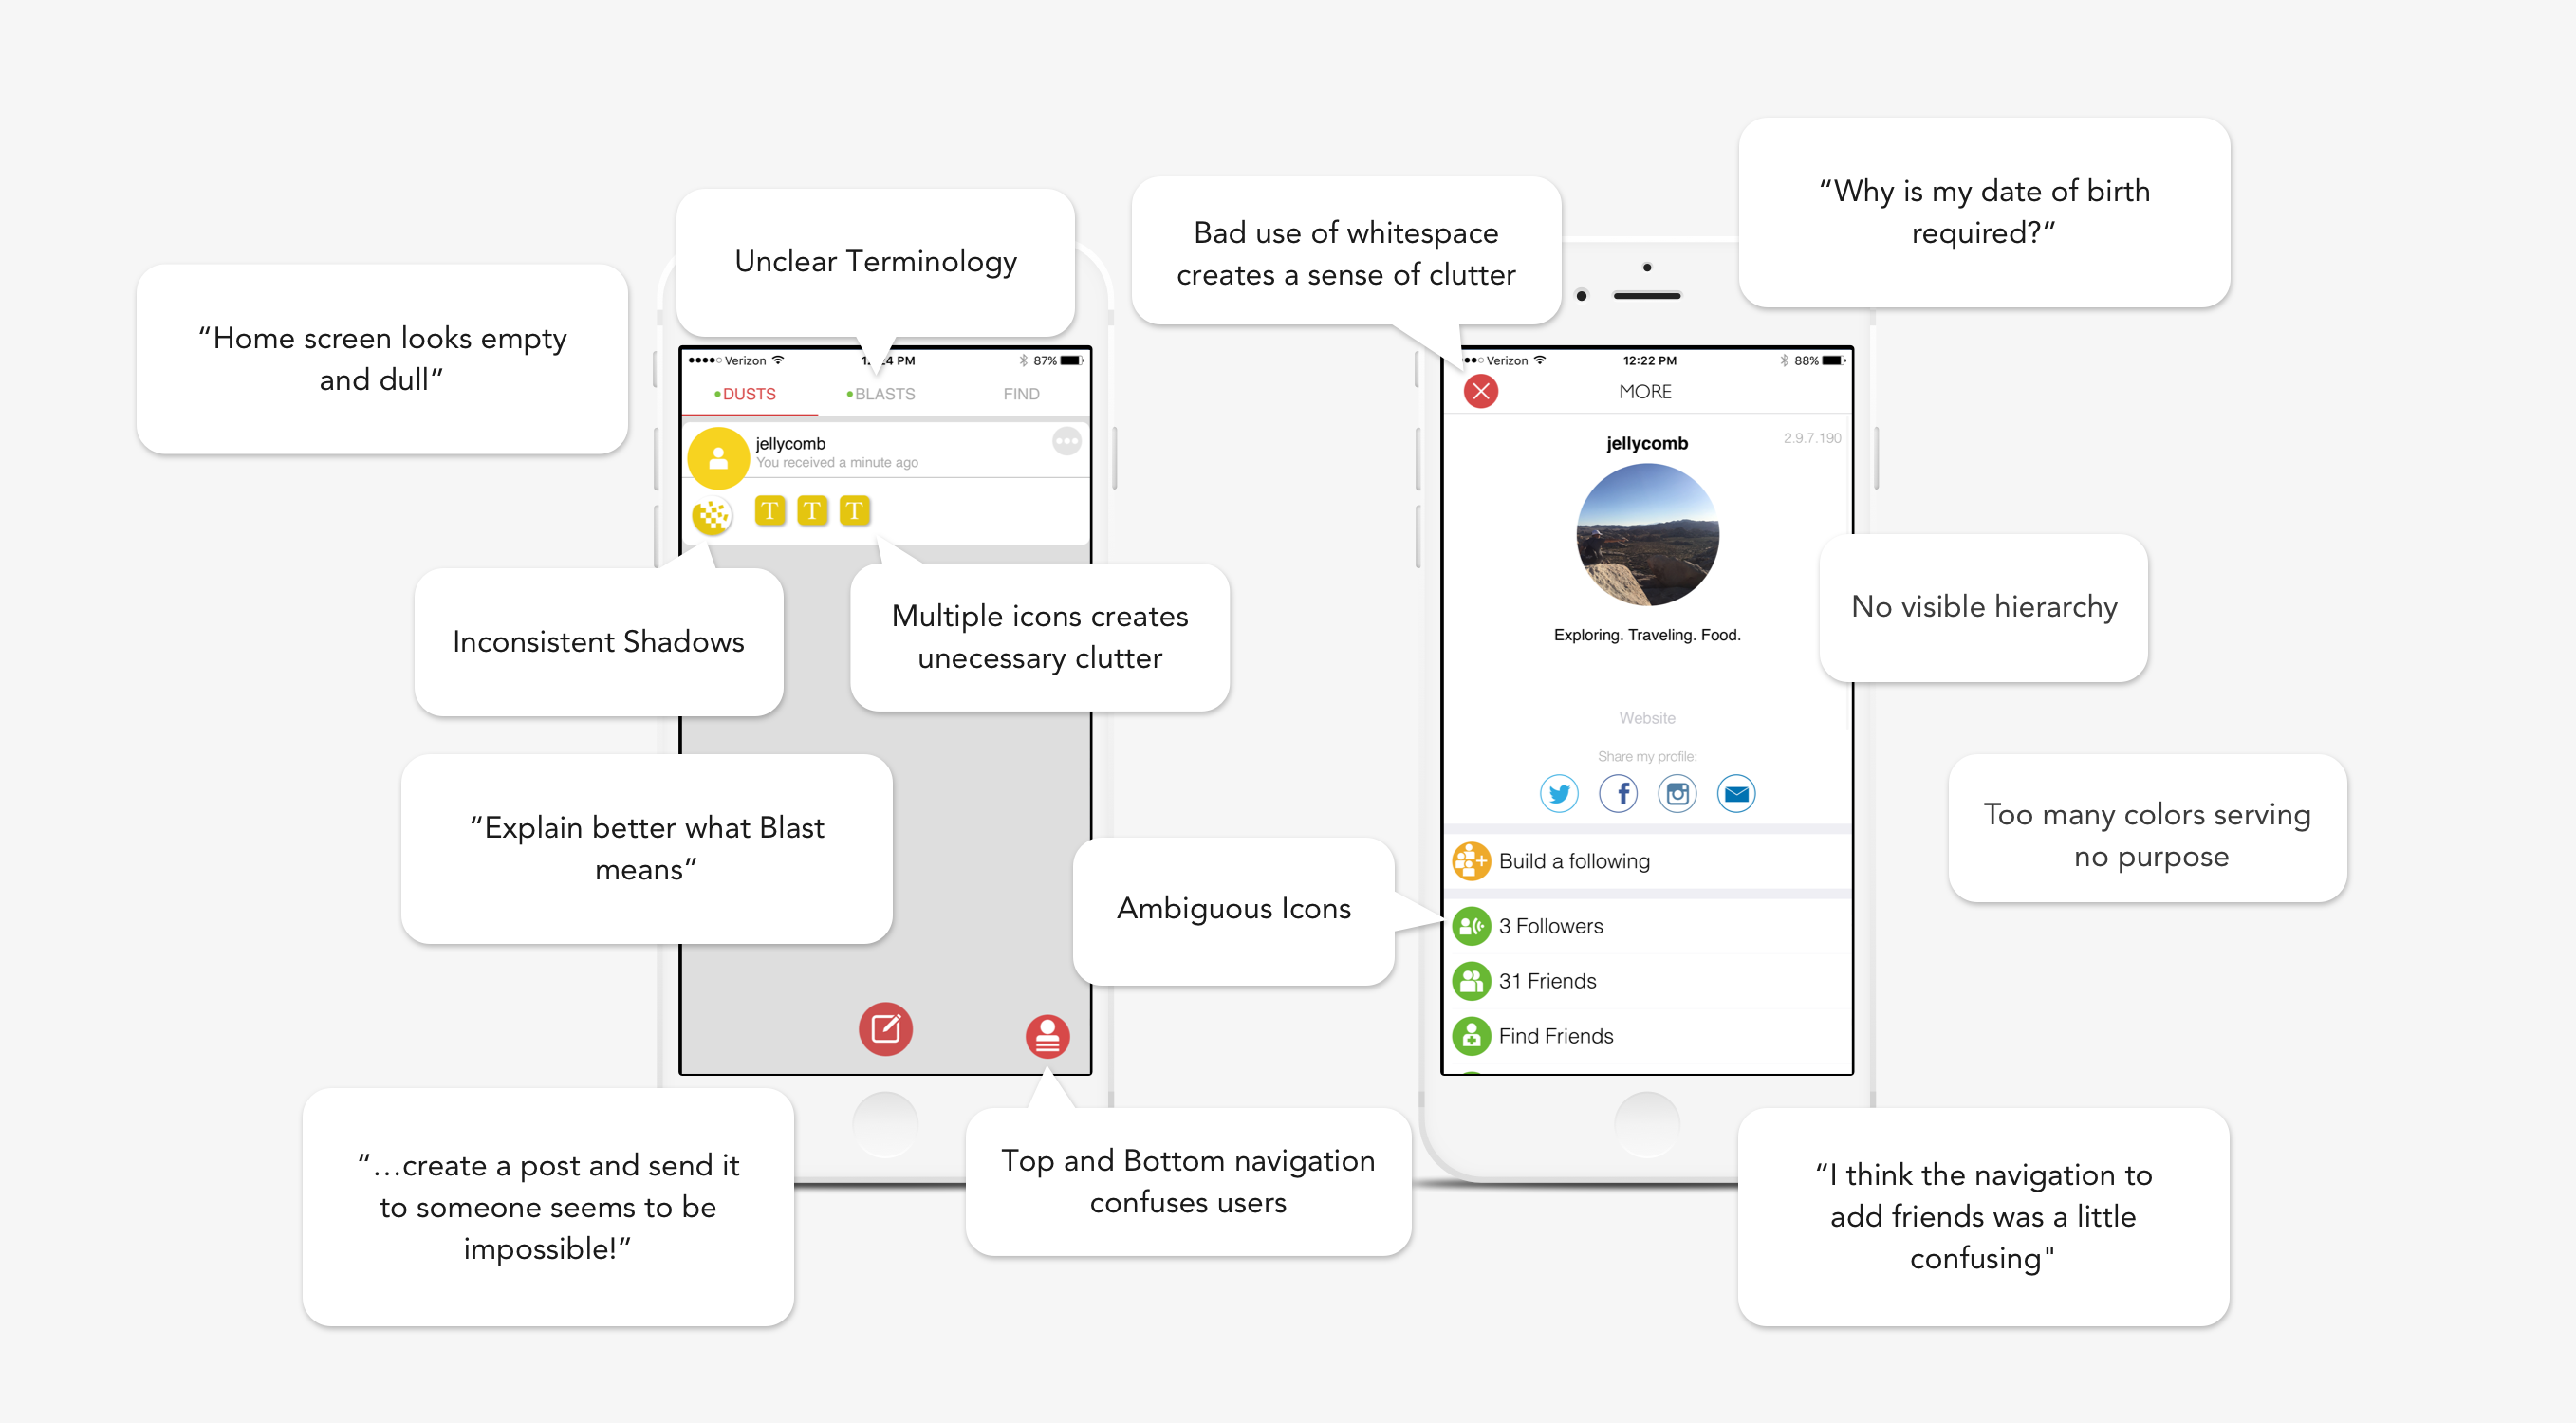 “Why is my date of birth
required?”
Bad use of whitespace
creates a sense of clutter
Unclear Terminology
“Home screen looks empty
and dull”
Verizon
4 PM
87%
DUSTS
BLASTS
FIND
jellycomb
You received a minute ago
T T T
Inconsistent Shadows
Multiple icons creates
unecessary clutter
“Explain better what Blast
means”
“...create a post and send it
to someone seems to be
impossible!”
Top and Bottom navigation
confuses users
Verizon
12:22 PM
88%
MORE
jellycomb
2.9.7.190
Exploring. Traveling. Food.
Website
Share my profile:
Build a following
3 Followers
31 Friends
Find Friends
Ambiguous Icons
No visible hierarchy
Too many colors serving
no purpose
“I think the navigation to
add friends was a little
confusing"